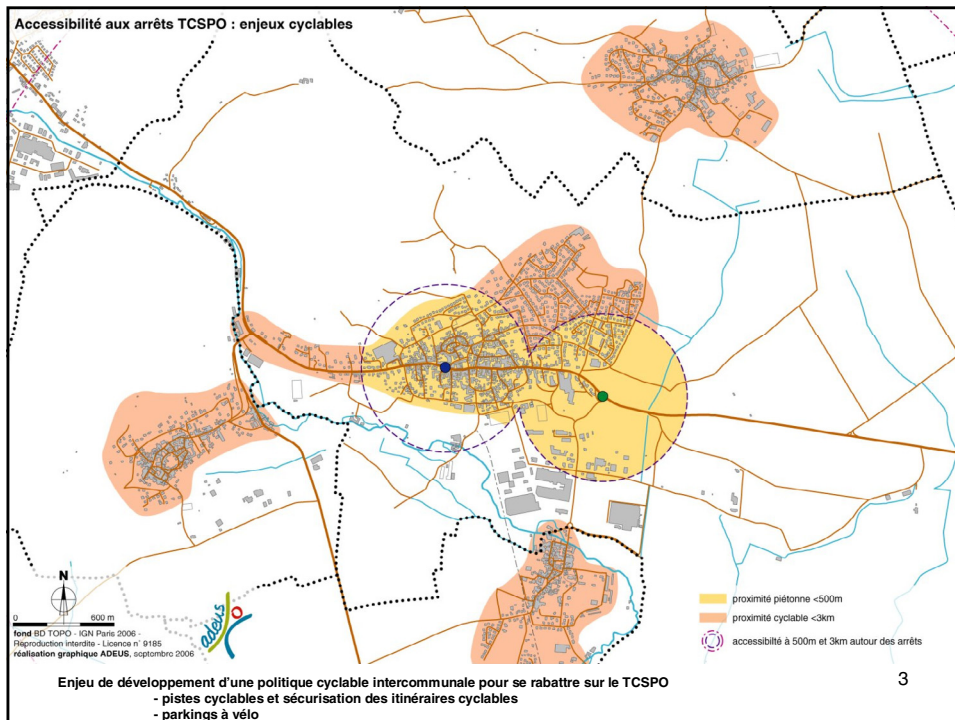 Accessibilité aux arrêts TCSPO : enjeux cyclables
N
0 600 m
fond BD TOPO - IGN Paris 2006 -
Reproduction interdite - Licence n° 9185
réalisation graphique ADEUS, septembre 2006
adeus
proximité piétonne <500m
proximité cyclable <3km
accessibilté à 500m et 3km autour des arrêts
Enjeu de développement d'une politique cyclable intercommunale pour se rabattre sur le TCSPO
- pistes cyclables et sécurisation des itinéraires cyclables
- parkings à vélo
3